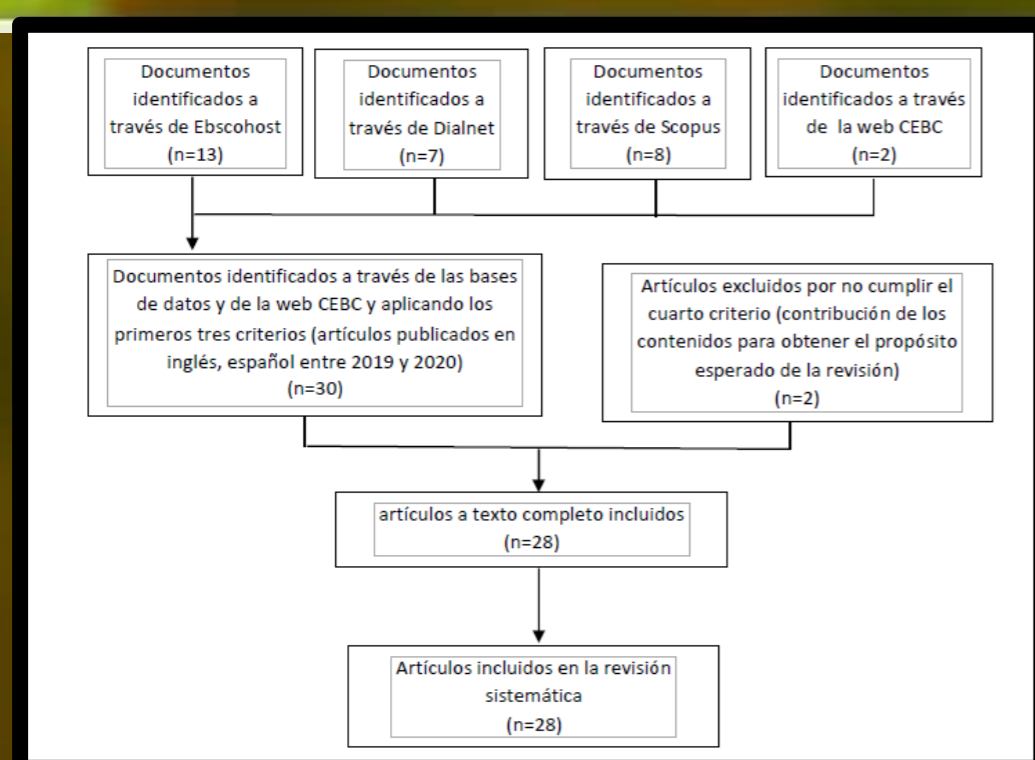 Documentos
identificados a
través de Ebscohost
(n=13)
Documentos
identificados a
través de Dialnet
(n=7)
Documentos
identificados a
través de Scopus
(n=8)
Documentos
identificados a través
de la web CEBC
(n=2)
Documentos identificados a través de las bases
de datos y de la web CEBC y aplicando los
primeros tres criterios (artículos publicados en
inglés, español entre 2019 y 2020)
(n=30)
Artículos excluidos por no cumplir el
cuarto criterio (contribución de los
contenidos para obtener el propósito
esperado de la revisión)
(n=2)
artículos a texto completo incluidos
(n=28)
Artículos incluidos en la revisión
sistemática
(n=28)